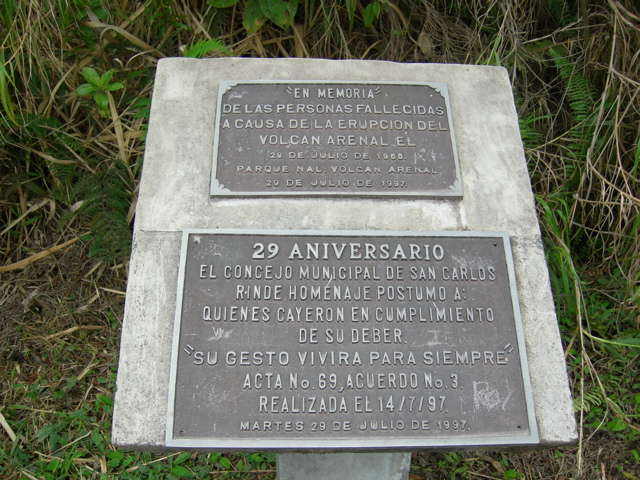 "EN MEMORIA"
DE LAS PERSONAS FALLECIDAS
A CAUSA DE LA ERUPCION DEL
VOLCAN ARENAL EL
29 DE JULIO DE 1968.
PARQUE NAL. VOLCAN ARENAL
29 DE JULIO DE 1997.
29 ANIVERSARIO
EL CONCEJO MUNICIPAL DE SAN CARLOS
RINDE HOMENAJE POSTUMO A:
QUIENES CAYERON EN CUMPLIMIENTO
DE SU DEBER.
"SU GESTO VIVIRA PARA SIEMPRE"
ACTA No. 69, ACUERDO No. 3.
REALIZADA EL 14/7/97.
MARTES 29 DE JULIO DE 1997.